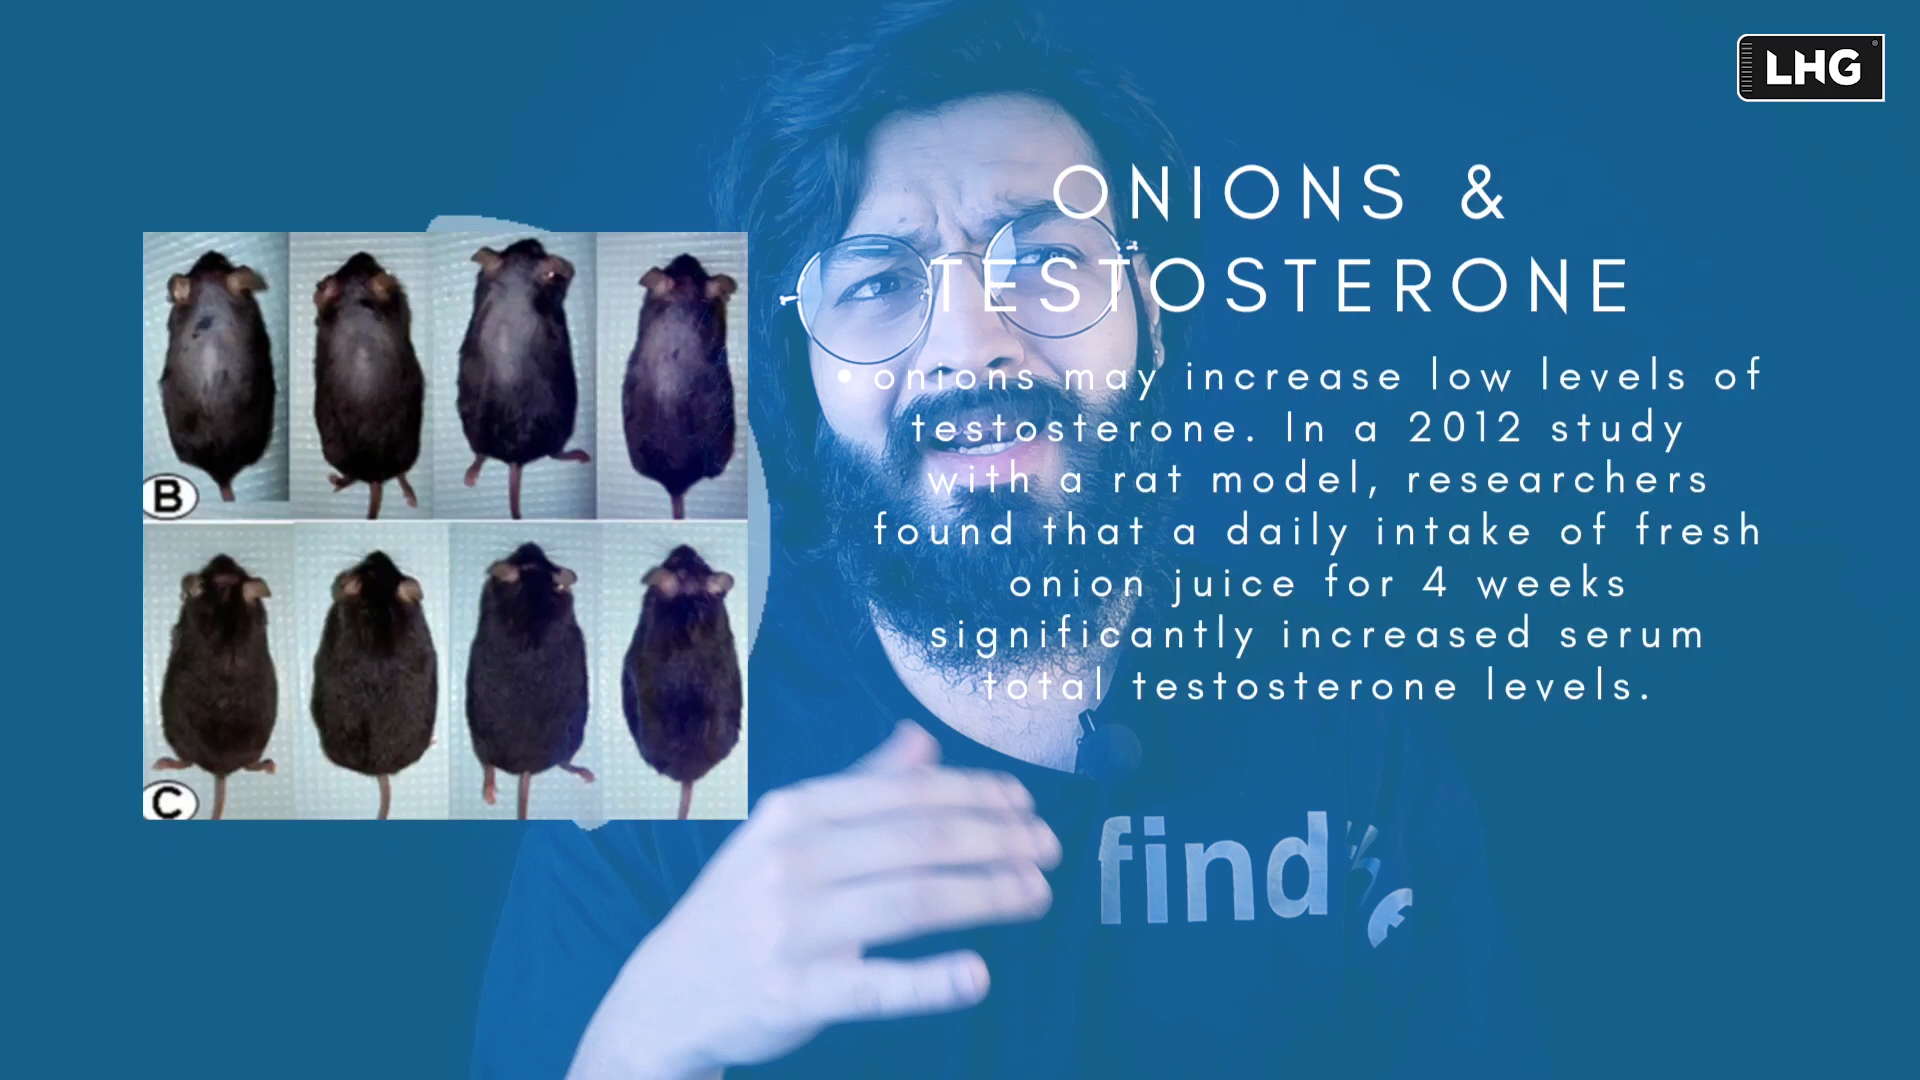 LHG
ONIONS &
TESTOSTERONE
• onions may increase low levels of
testosterone. In a 2012 study
with a rat model, researchers
found that a daily intake of fresh
onion juice for 4 weeks
significantly increased serum
total testosterone levels.
B
C
find